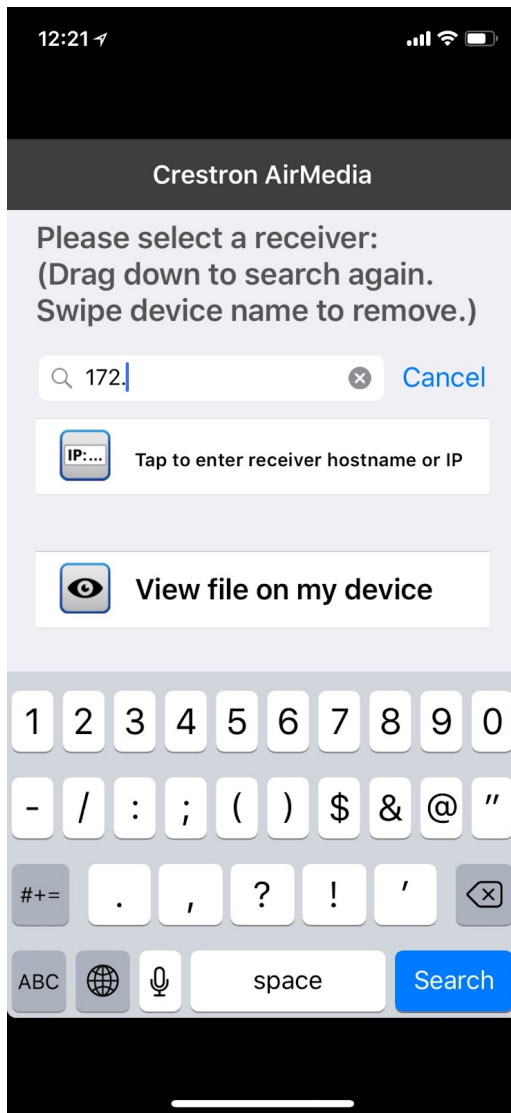 12:21
Crestron AirMedia
Please select a receiver:
(Drag down to search again.
Swipe device name to remove.)
172.
Cancel
IP:...
Tap to enter receiver hostname or IP
View file on my device
1 2 3 4 5 6 7 8 9 0
- / : ; ( ) $ & @ "
#+= . , ? ! '
ABC space Search